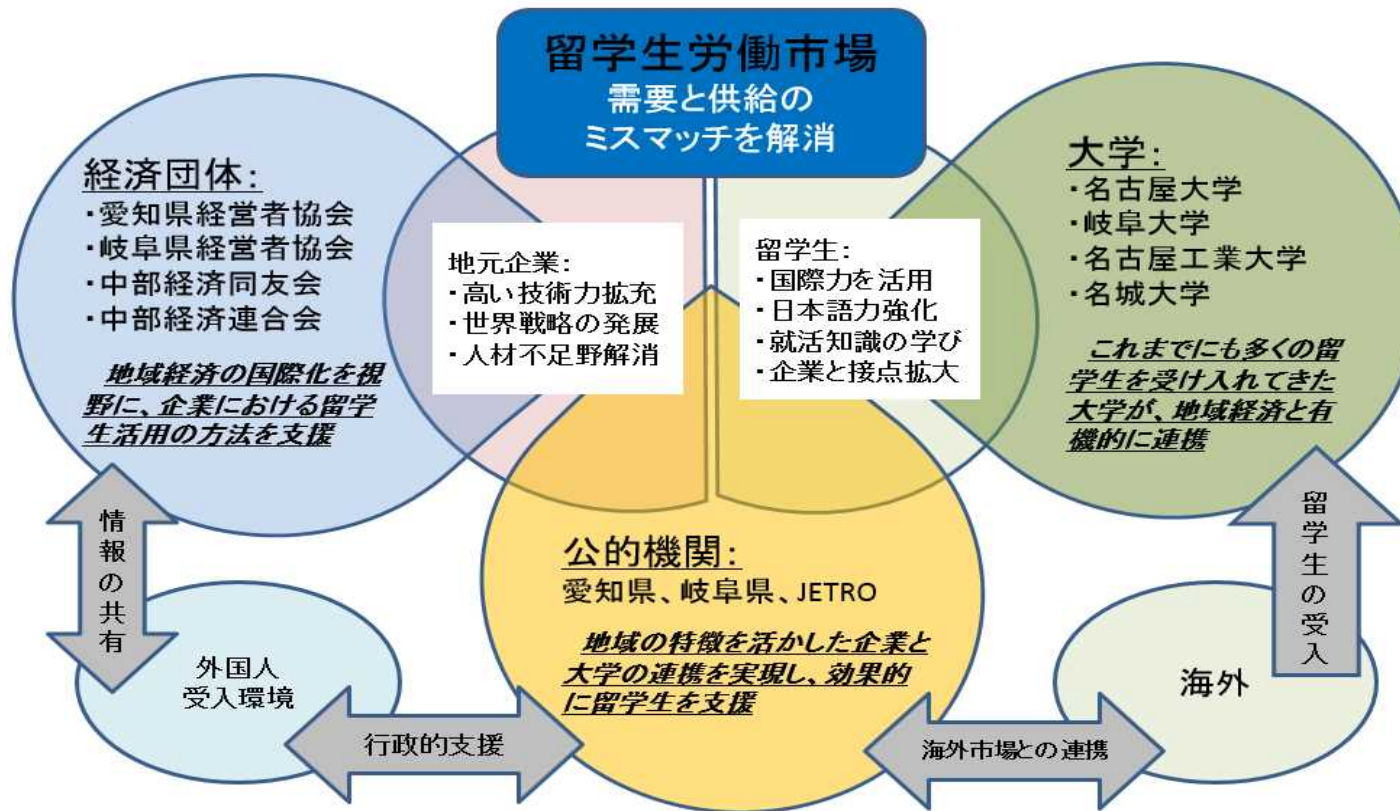 留学生労働市場
需要と供給の
ミスマッチを解消
経済団体:
・愛知県経営者協会
・岐阜県経営者協会
・中部経済同友会
・中部経済連合会
地域経済の国際化を視
野に、企業における留学
生活用の方法を支援
地元企業:
・高い技術力拡充
・世界戦略の発展
・人材不足野解消
留学生:
・国際力を活用
・日本語力強化
・就活知識の学び
・企業と接点拡大
大学:
・名古屋大学
・岐阜大学
・名古屋工業大学
・名城大学
これまでにも多くの留
学生を受け入れてきた
大学が、地域経済と有
機的に連携
公的機関:
愛知県、岐阜県、JETRO
地域の特徴を活かした企業と
大学の連携を実現し、効果的
に留学生を支援
情報の共有
留学生の受入
外国人
受入環境
海外
行政的支援
海外市場との連携